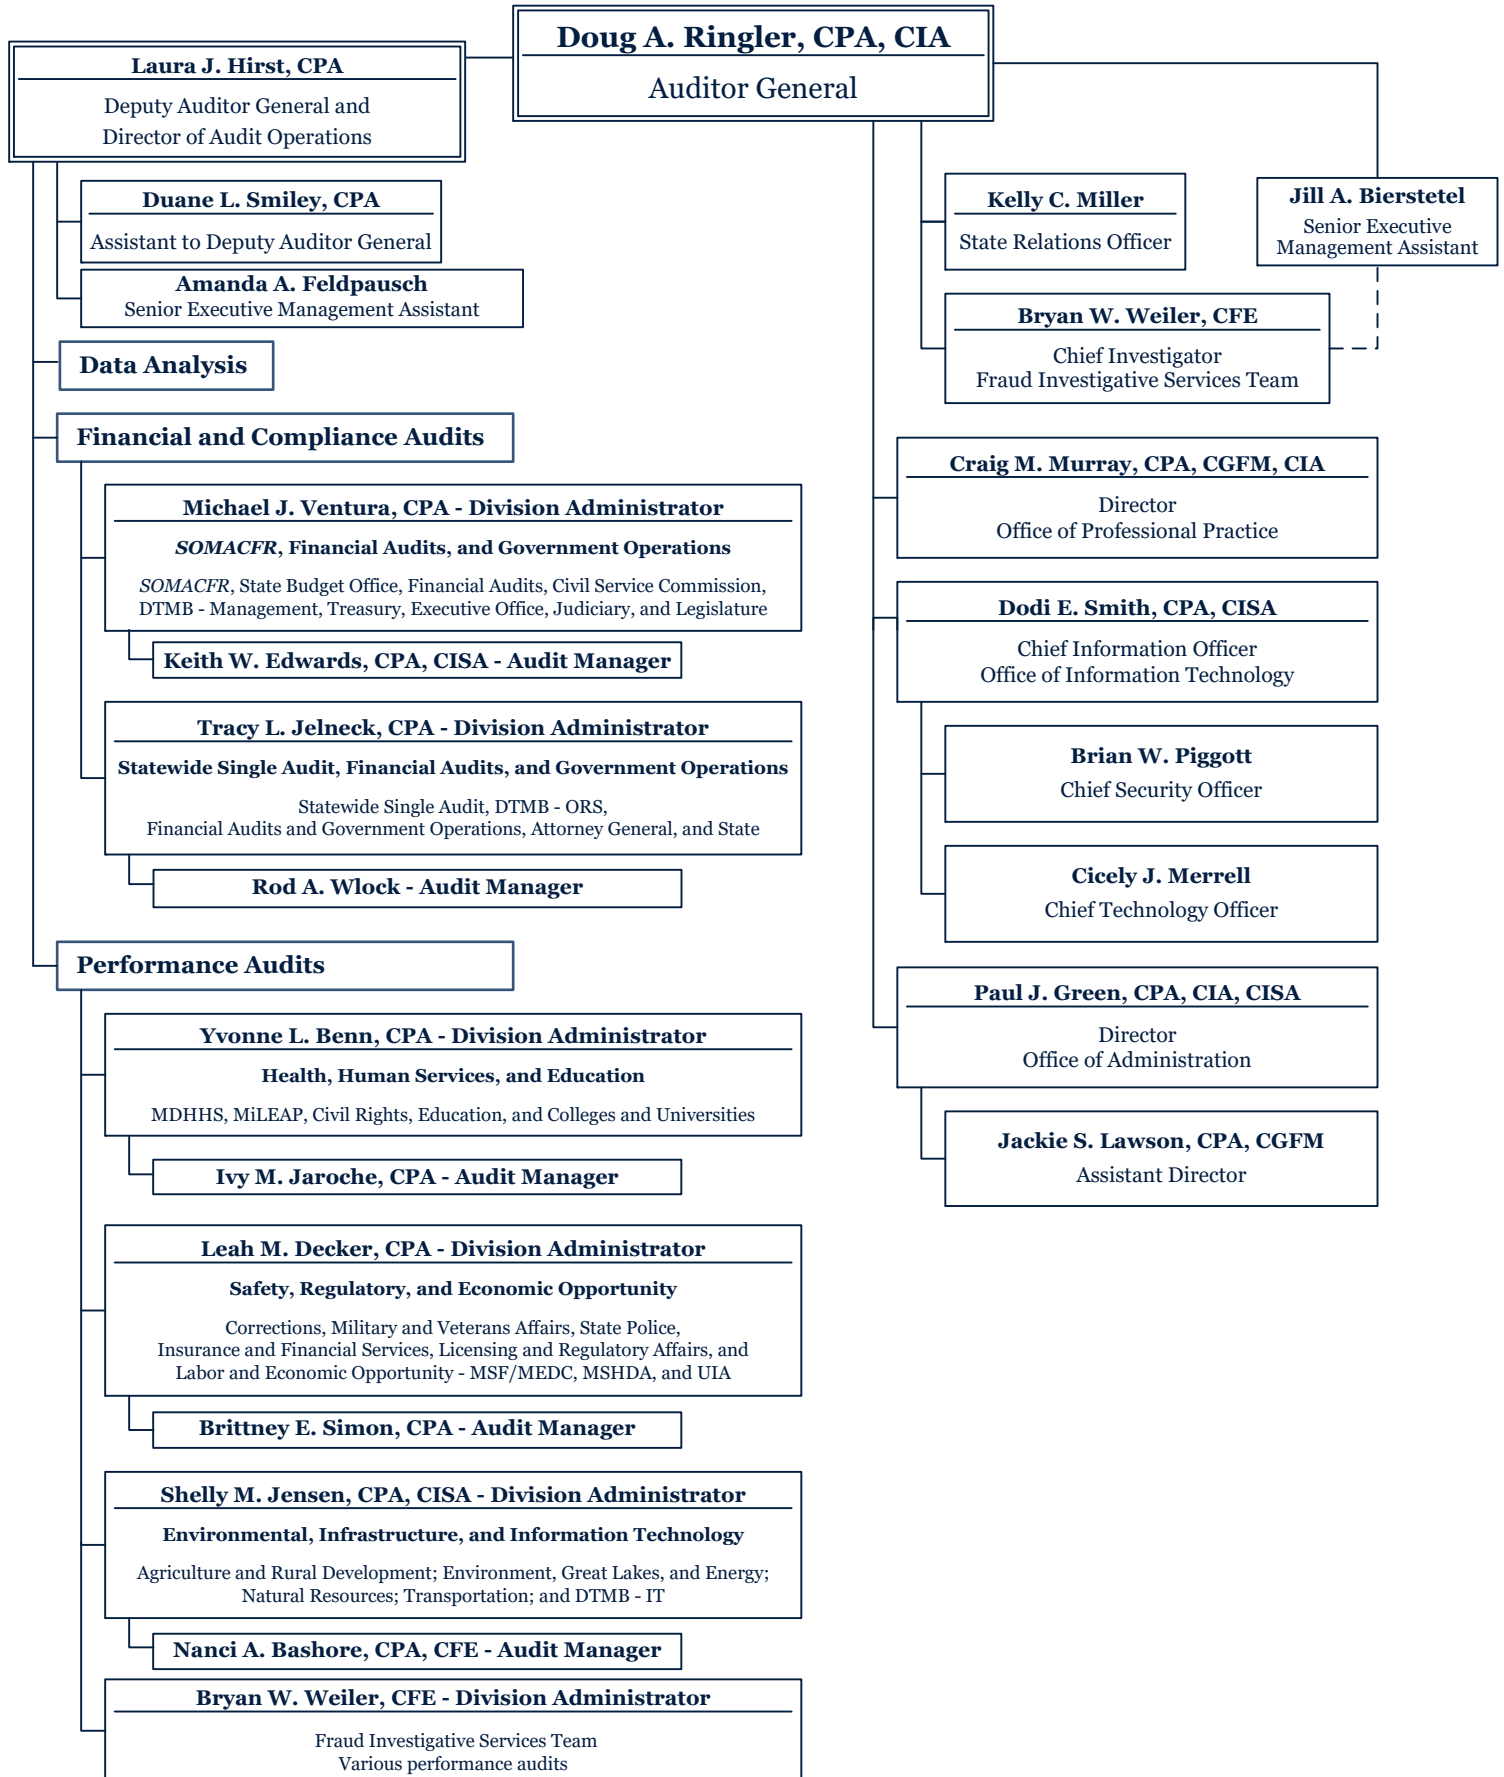 Doug A. Ringler, CPA, CIA
Auditor General
Laura J. Hirst, CPA
Deputy Auditor General and
Director of Audit Operations
Duane L. Smiley, CPA
Assistant to Deputy Auditor General
Amanda A. Feldpausch
Senior Executive Management Assistant
Data Analysis
Financial and Compliance Audits
Michael J. Ventura, CPA - Division Administrator
SOMACFR, Financial Audits, and Government Operations
SOMACFR, State Budget Office, Financial Audits, Civil Service Commission,
DTMB - Management, Treasury, Executive Office, Judiciary, and Legislature
Keith W. Edwards, CPA, CISA - Audit Manager
Tracy L. Jelneck, CPA - Division Administrator
Statewide Single Audit, Financial Audits, and Government Operations
Statewide Single Audit, DTMB - ORS,
Financial Audits and Government Operations, Attorney General, and State
Rod A. Wlock - Audit Manager
Performance Audits
Yvonne L. Benn, CPA - Division Administrator
Health, Human Services, and Education
MDHHS, MiLEAP, Civil Rights, Education, and Colleges and Universities
Ivy M. Jaroche, CPA - Audit Manager
Leah M. Decker, CPA - Division Administrator
Safety, Regulatory, and Economic Opportunity
Corrections, Military and Veterans Affairs, State Police,
Insurance and Financial Services, Licensing and Regulatory Affairs, and
Labor and Economic Opportunity - MSF/MEDC, MSHDA, and UIA
Brittney E. Simon, CPA - Audit Manager
Shelly M. Jensen, CPA, CISA - Division Administrator
Environmental, Infrastructure, and Information Technology
Agriculture and Rural Development; Environment, Great Lakes, and Energy;
Natural Resources; Transportation; and DTMB - IT
Nanci A. Bashore, CPA, CFE - Audit Manager
Bryan W. Weiler, CFE - Division Administrator
Fraud Investigative Services Team
Various performance audits
Kelly C. Miller
State Relations Officer
Jill A. Bierstetel
Senior Executive
Management Assistant
Bryan W. Weiler, CFE
Chief Investigator
Fraud Investigative Services Team
Craig M. Murray, CPA, CGFM, CIA
Director
Office of Professional Practice
Dodi E. Smith, CPA, CISA
Chief Information Officer
Office of Information Technology
Brian W. Piggott
Chief Security Officer
Cicely J. Merrell
Chief Technology Officer
Paul J. Green, CPA, CIA, CISA
Director
Office of Administration
Jackie S. Lawson, CPA, CGFM
Assistant Director